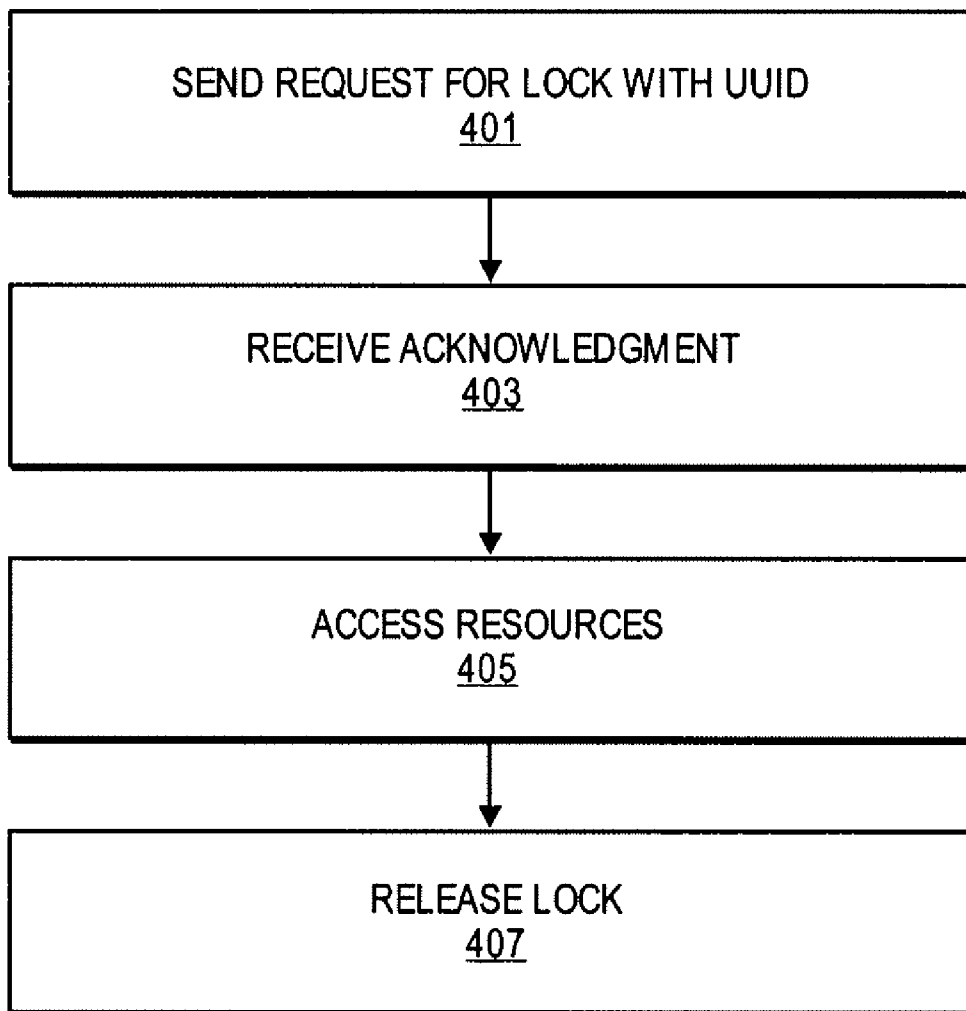 SEND REQUEST FOR LOCK WITH UUID
401
RECEIVE ACKNOWLEDGMENT
403
ACCESS RESOURCES
405
RELEASE LOCK
407